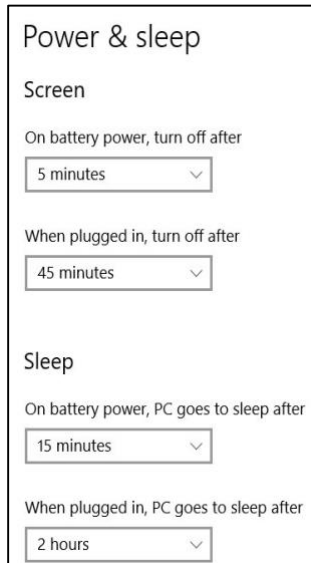 Power & sleep
Screen
On battery power, turn off after
5 minutes
When plugged in, turn off after
45 minutes
Sleep
On battery power, PC goes to sleep after
15 minutes
When plugged in, PC goes to sleep after
2 hours